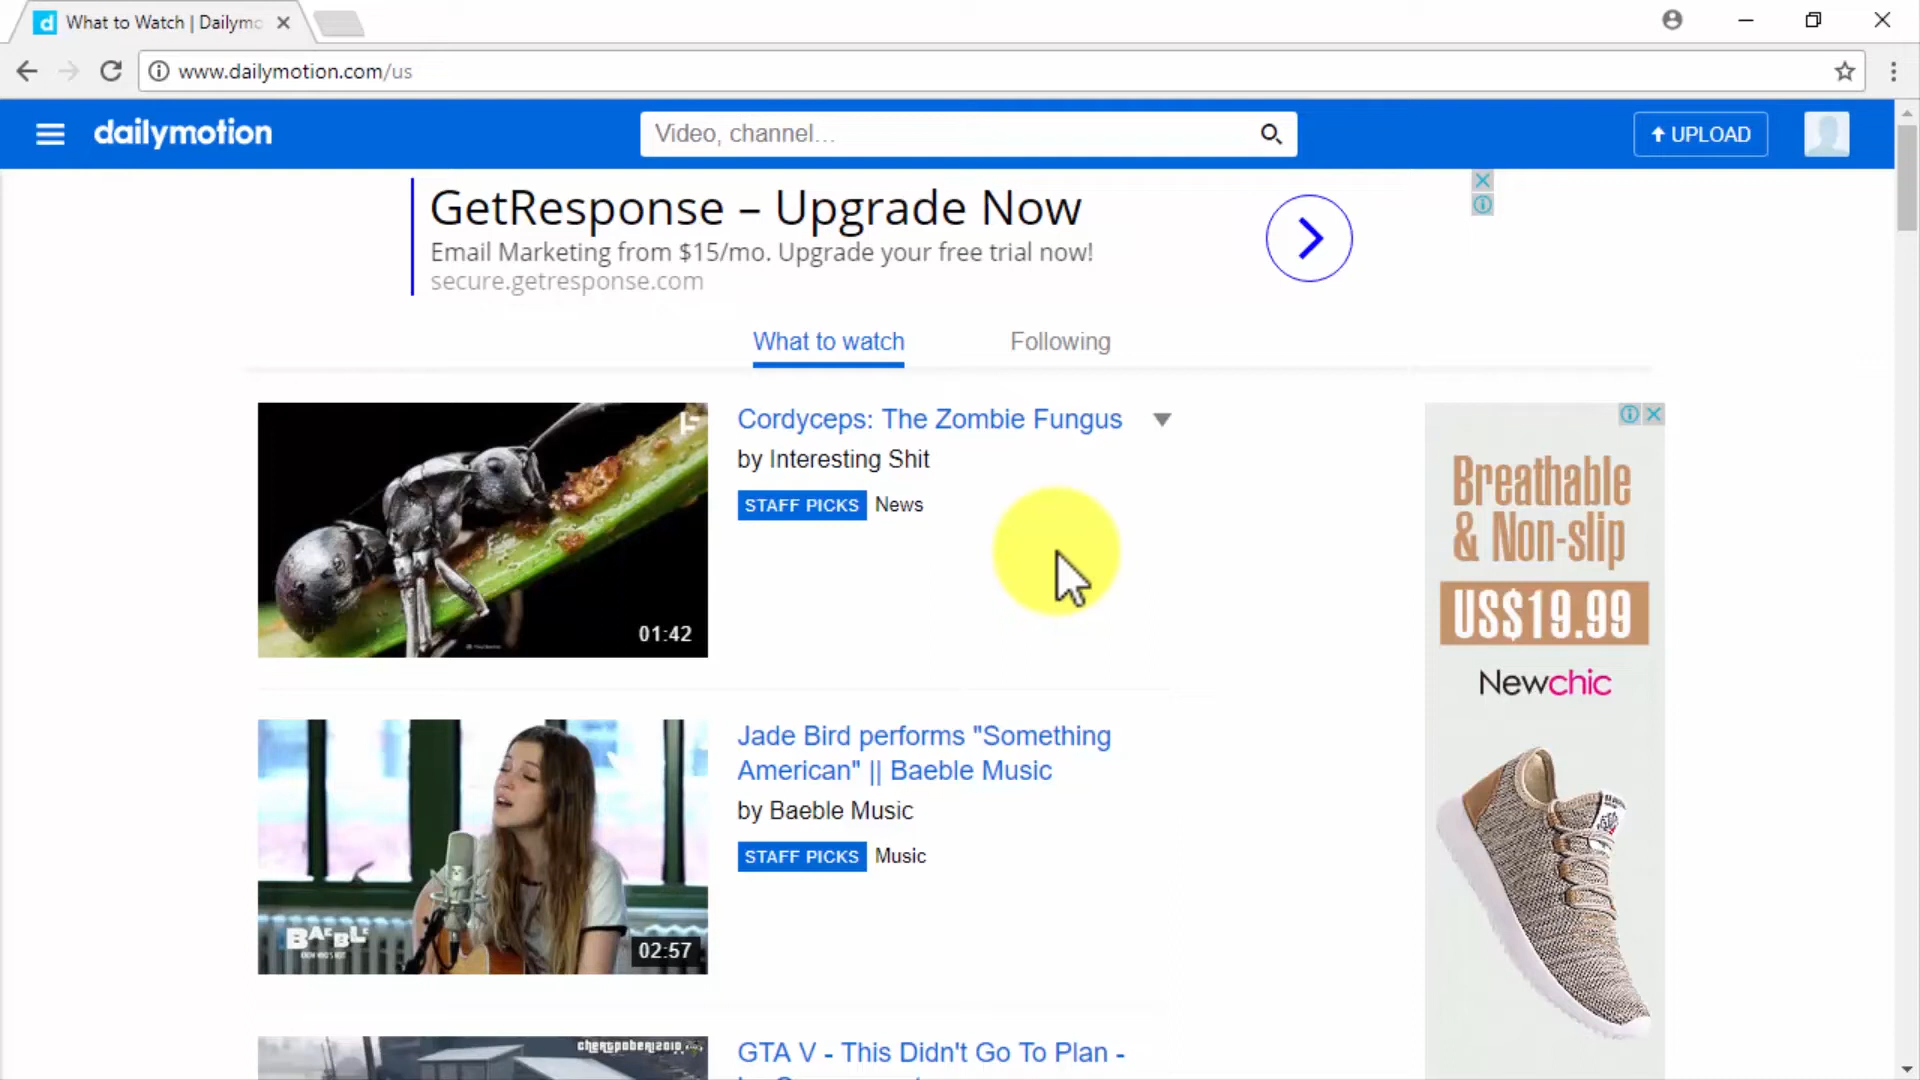 What to Watch | Dailymo
www.dailymotion.com/us
dailymotion
Video, channel...
UPLOAD
GetResponse – Upgrade Now
Email Marketing from $15/mo. Upgrade your free trial now!
secure.getresponse.com
What to watch
Following
Cordyceps: The Zombie Fungus
by Interesting Shit
STAFF PICKS News
01:42
Breathable
& Non-slip
US$19.99
Newchic
Jade Bird performs "Something
American" || Baeble Music
by Baeble Music
STAFF PICKS Music
BAEBLE
02:57
GTA V - This Didn't Go To Plan -